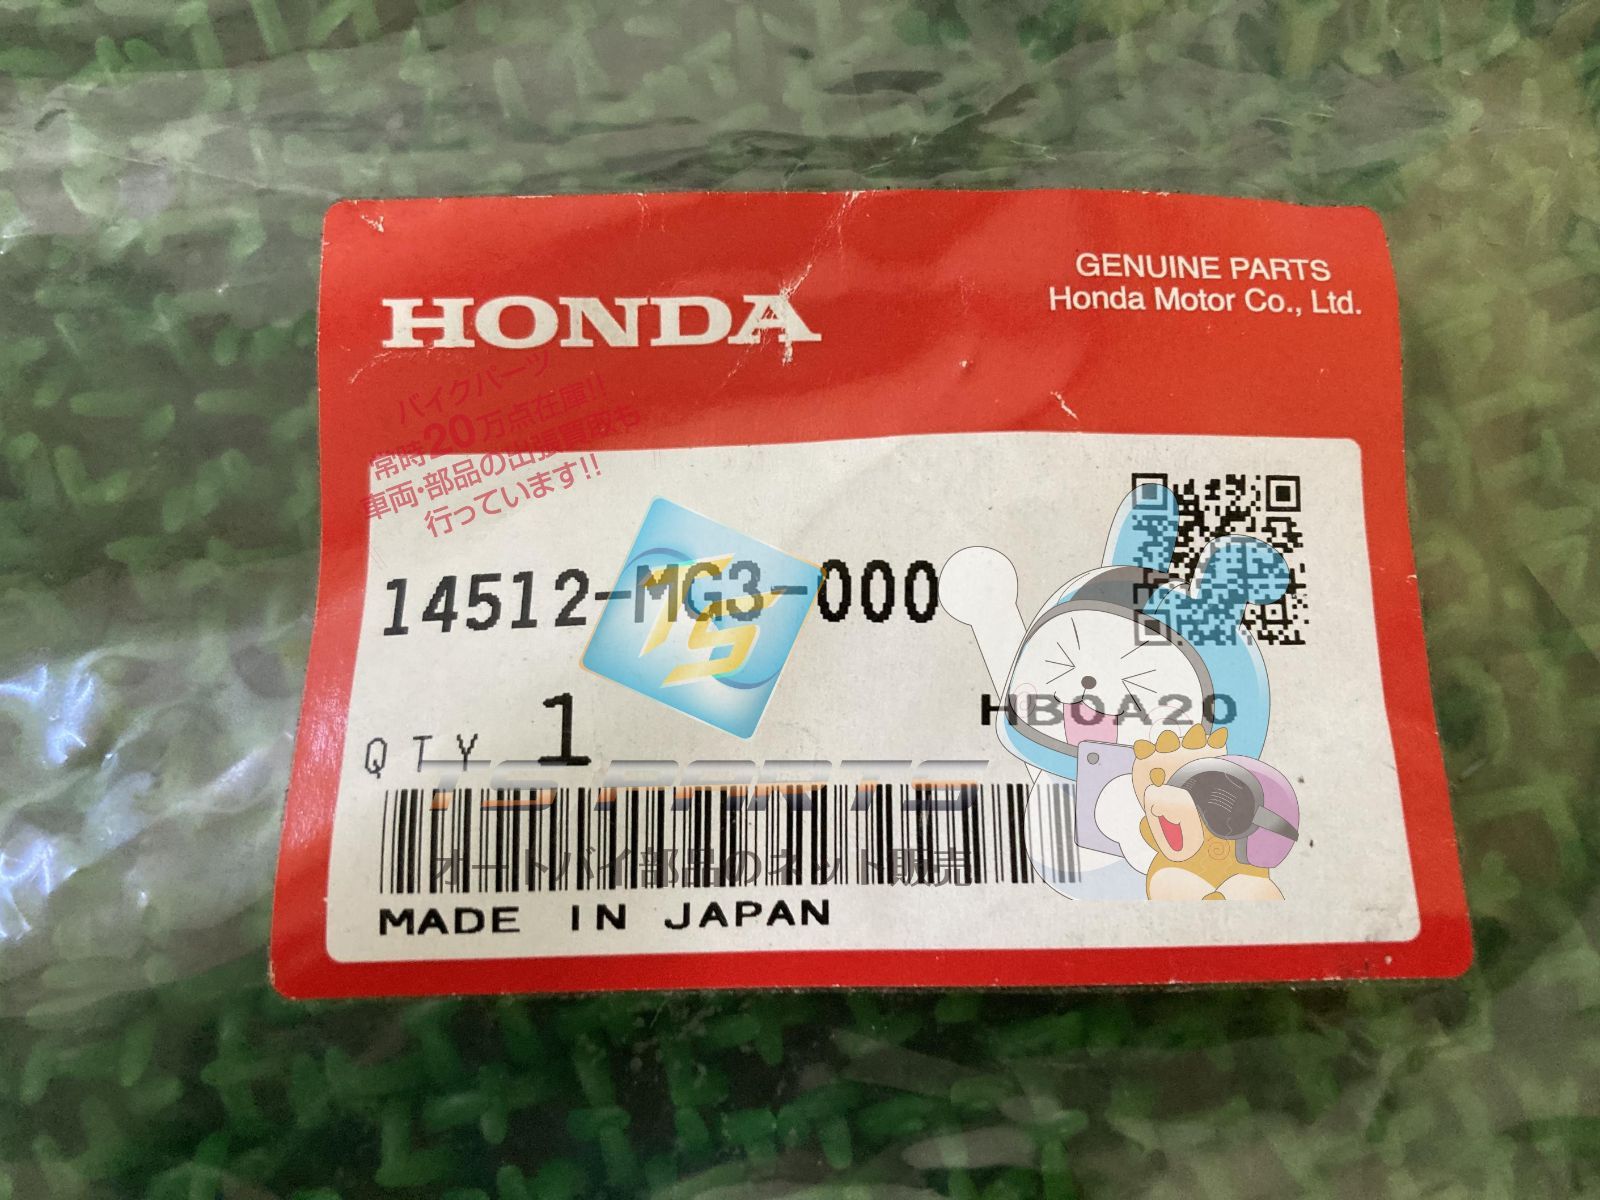 GENUINE PARTS
Honda Motor Co., Ltd.
HONDA
バイクパーツ
常時20万点在庫!!
車両・部品の出張買取も
行っています!!
14512-MG3-000
TS
HB0A20
QTY 1
TS PARTS
オートバイ部品のネット販売
MADE IN JAPAN